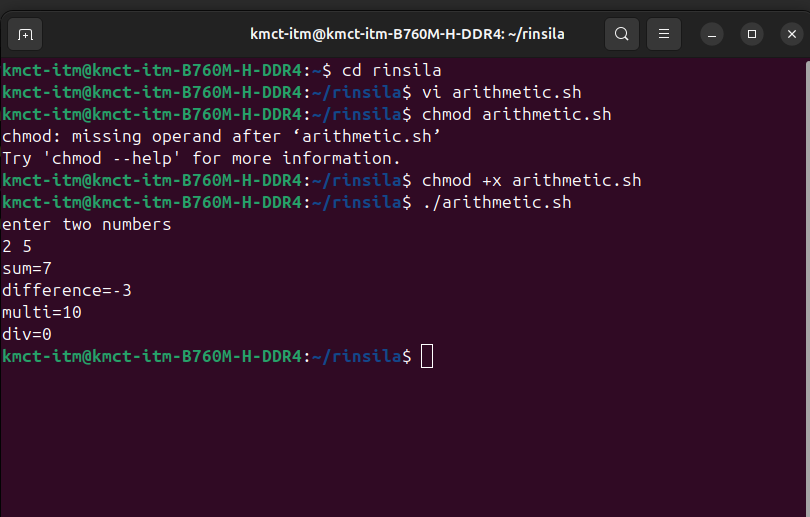 kmct-itm@kmct-itm-B760M-H-DDR4: ~/rinsila
kmct-itm@kmct-itm-B760M-H-DDR4:~$ cd rinsila
kmct-itm@kmct-itm-B760M-H-DDR4:~/rinsila$ vi arithmetic.sh
kmct-itm@kmct-itm-B760M-H-DDR4:~/rinsila$ chmod arithmetic.sh
chmod: missing operand after ‘arithmetic.sh’
Try 'chmod --help' for more information.
kmct-itm@kmct-itm-B760M-H-DDR4:~/rinsila$ chmod +x arithmetic.sh
kmct-itm@kmct-itm-B760M-H-DDR4:~/rinsila$ ./arithmetic.sh
enter two numbers
2 5
sum=7
difference=-3
multi=10
div=0
kmct-itm@kmct-itm-B760M-H-DDR4:~/rinsila$